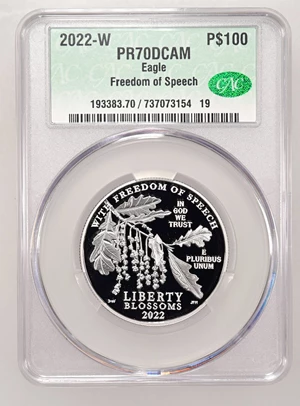 2022-W P$100
PR70DCAM
Eagle
Freedom of Speech
CAC
193383.70 / 737073154 19
WITH FREEDOM OF SPEECH
IN
GOD
WE
TRUST
E
PLURIBUS
UNUM
LIBERTY
BLOSSOMS
2022